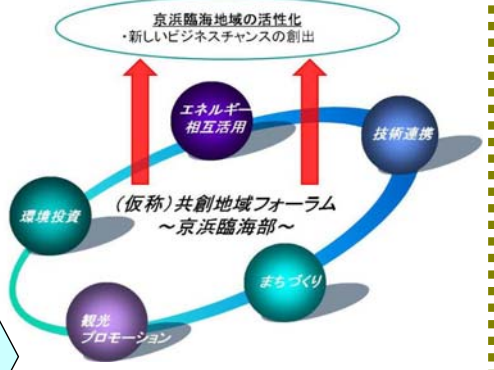 京浜臨海地域の活性化
・新しいビジネスチャンスの創出
エネルギー
相互活用
技術連携
環境投資
（仮称）共創地域フォーラム
～京浜臨海部～
まちづくり
観光
プロモーション